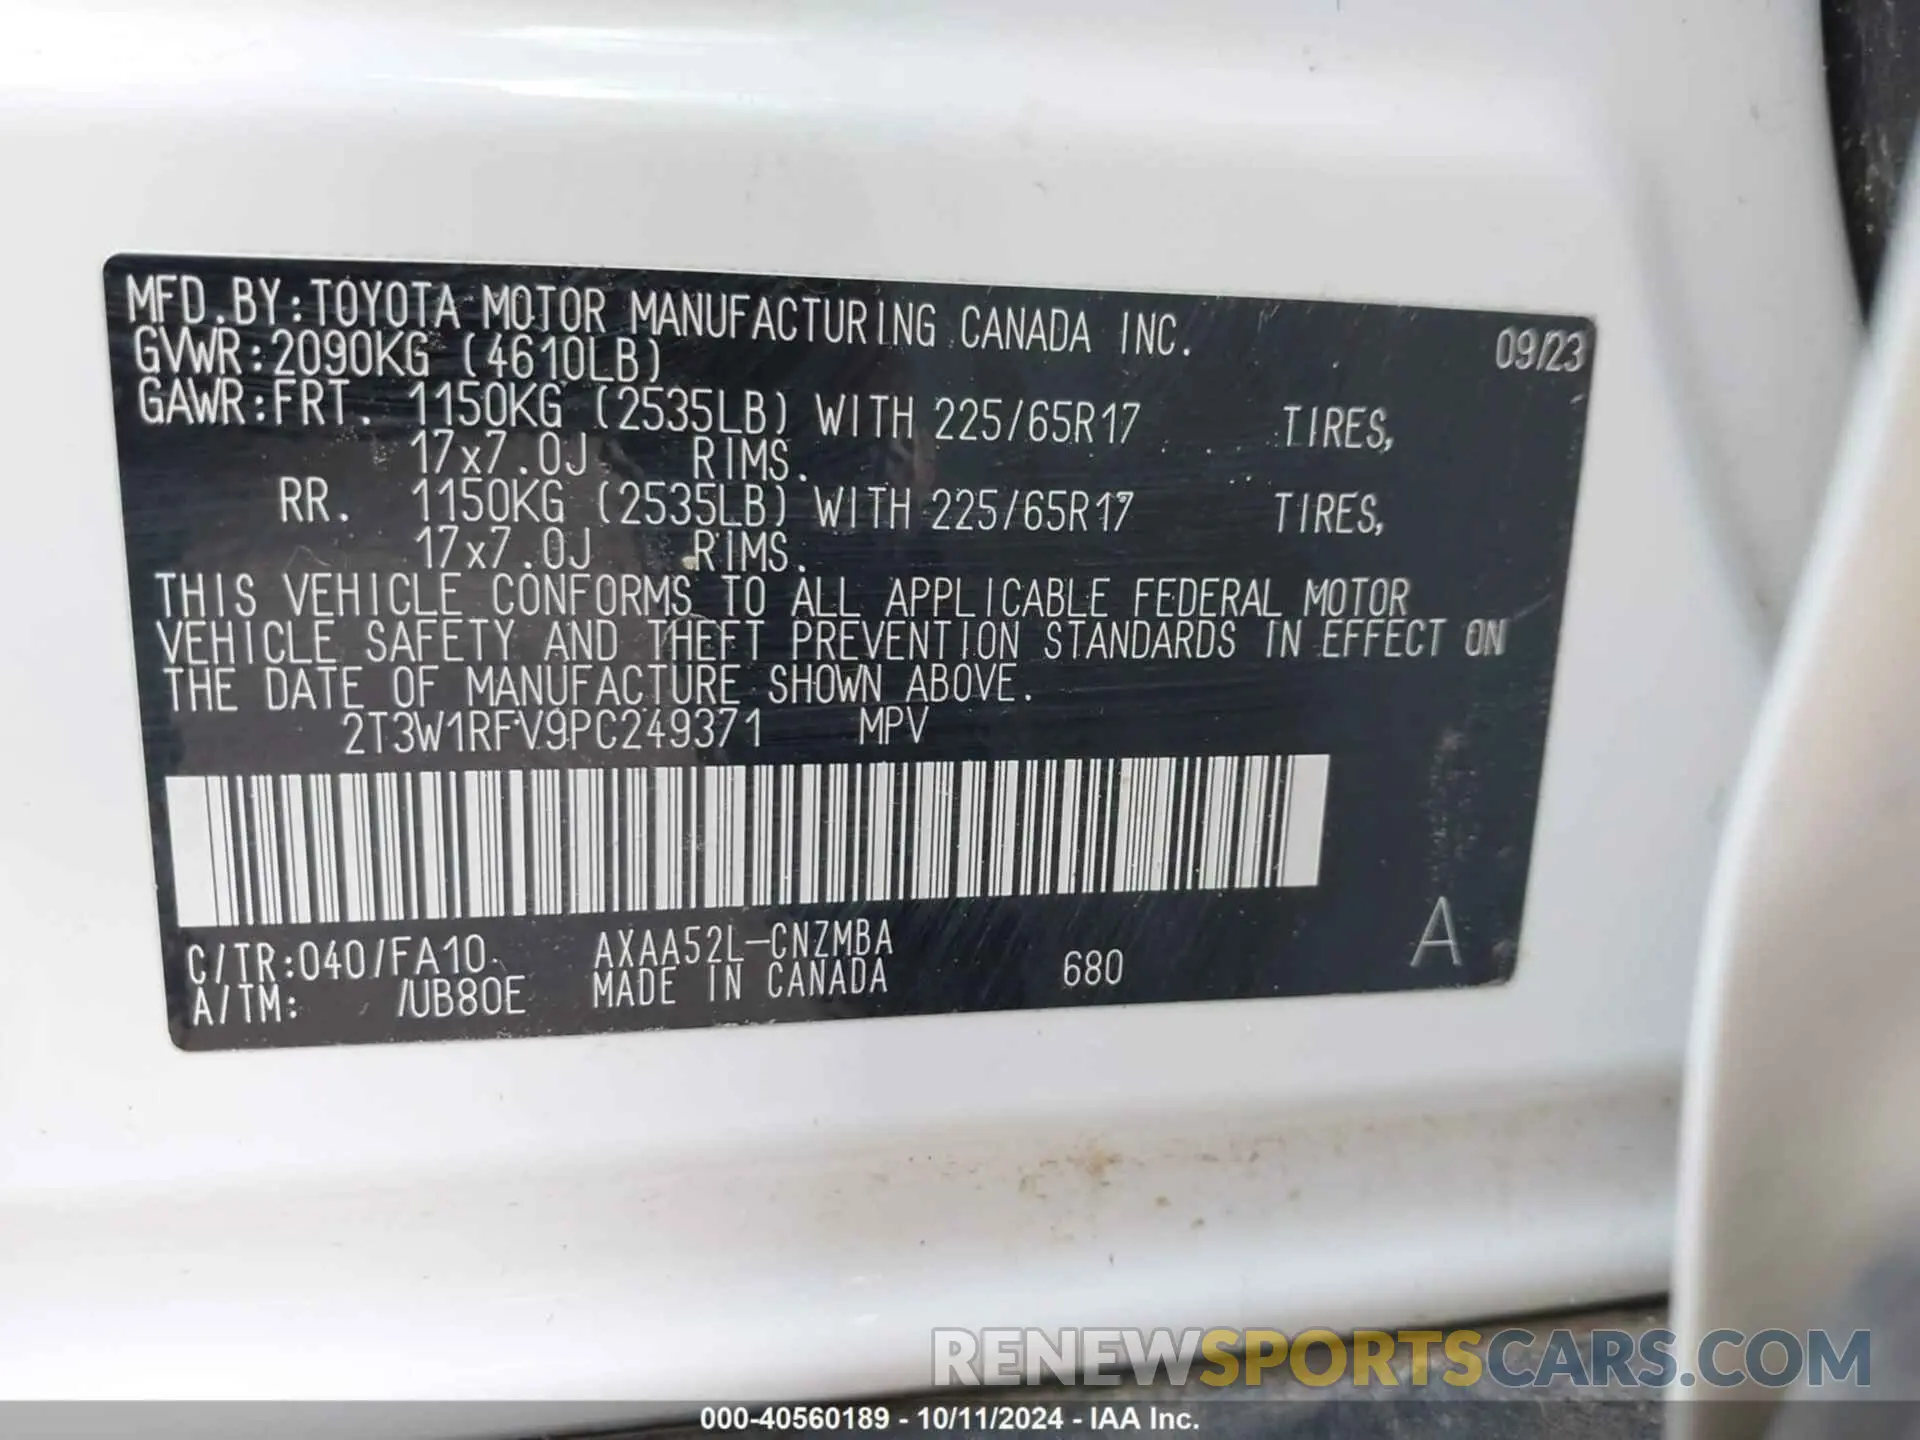 MFD.BY:TOYOTA MOTOR MANUFACTURING CANADA INC. 09/23
GVWR:2090KG (4610LB)
GAWR:FRT. 1150KG (2535LB) WITH 225/65R17 TIRES,
17x7.0J RIMS.
RR. 1150KG (2535LB) WITH 225/65R17 TIRES,
17x7.0J RIMS.
THIS VEHICLE CONFORMS TO ALL APPLICABLE FEDERAL MOTOR
VEHICLE SAFETY AND THEFT PREVENTION STANDARDS IN EFFECT ON
THE DATE OF MANUFACTURE SHOWN ABOVE.
2T3W1RFV9PC249371 MPV
C/TR:040/FA10 AXAA52L-CNZMBA 680 A
A/TM: /UB80E MADE IN CANADA
RENEWSPORTSCARS.COM
000-40560189 - 10/11/2024 - IAA Inc.